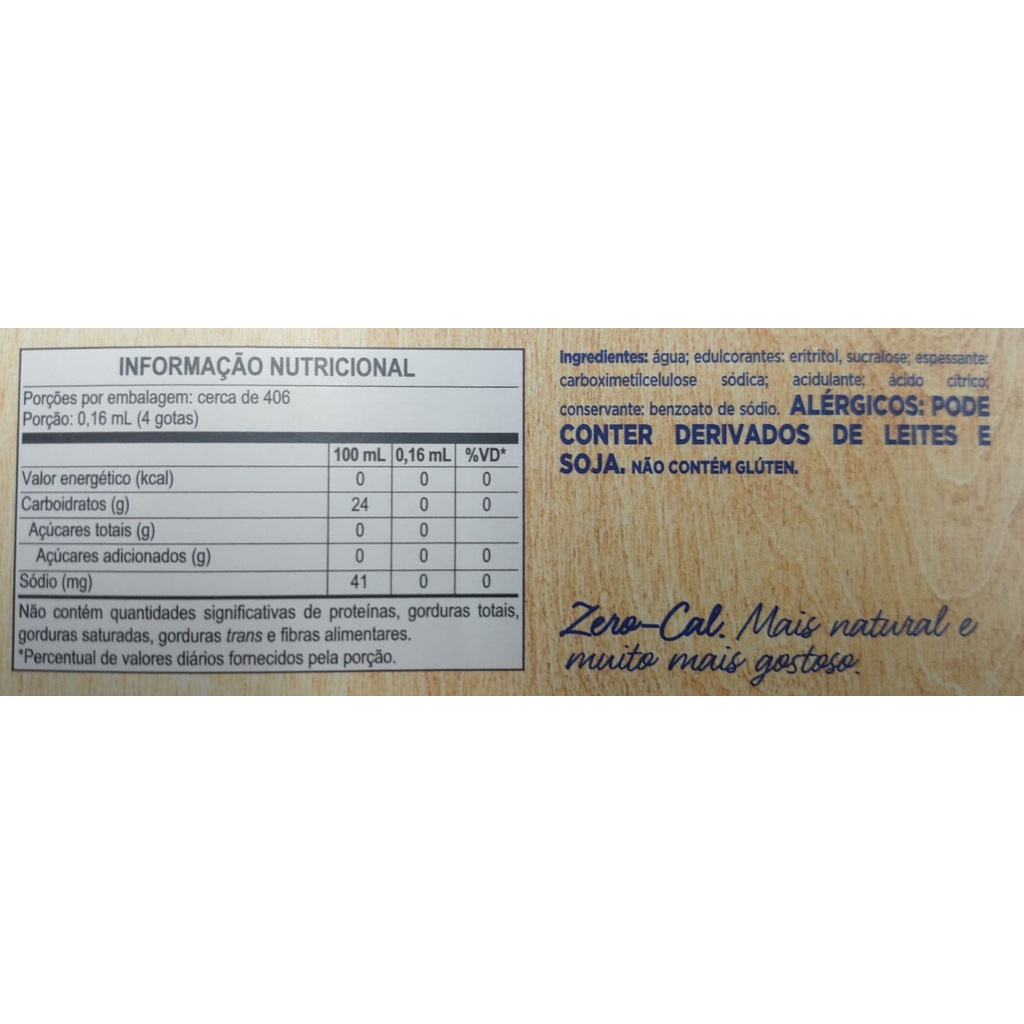 INFORMAÇÃO NUTRICIONAL
Porções por embalagem: cerca de 406
Porção: 0,16 mL (4 gotas)
100 mL 0,16 mL %VD*
Valor energético (kcal) 0 0 0
Carboidratos (g) 24 0 0
Açúcares totais (g) 0 0
Açúcares adicionados (g) 0 0 0
Sódio (mg) 41 0 0
Não contém quantidades significativas de proteínas, gorduras totais,
gorduras saturadas, gorduras trans e fibras alimentares.
*Percentual de valores diários fornecidos pela porção.
Ingredientes: água; edulcorantes: eritritol, sucralose; espessante:
carboximetilcelulose sódica; acidulante: ácido cítrico;
conservante: benzoato de sódio. ALÉRGICOS: PODE
CONTER DERIVADOS DE LEITES E
SOJA. NÃO CONTÉM GLÚTEN.
Zero-Cal. Mais natural e
muito mais gostoso.